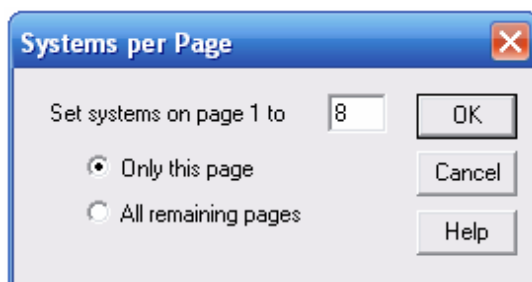 Systems per Page
Set systems on page 1 to 8
OK
Only this page
Cancel
All remaining pages
Help